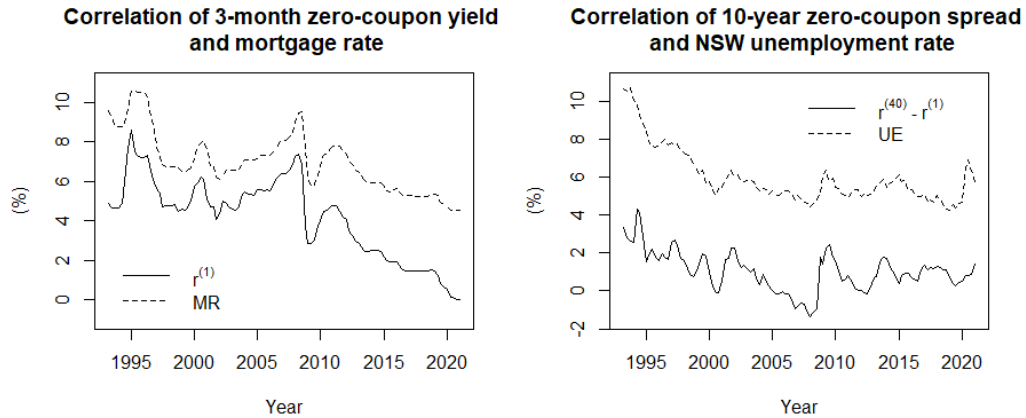 Correlation of 3-month zero-coupon yield
and mortgage rate
(%)
10
8
6
4
2
0
r^(1)
MR
1995 2000 2005 2010 2015 2020
Year
Correlation of 10-year zero-coupon spread
and NSW unemployment rate
(%)
10
8
6
4
2
0
-2
r^(40) - r^(1)
UE
1995 2000 2005 2010 2015 2020
Year